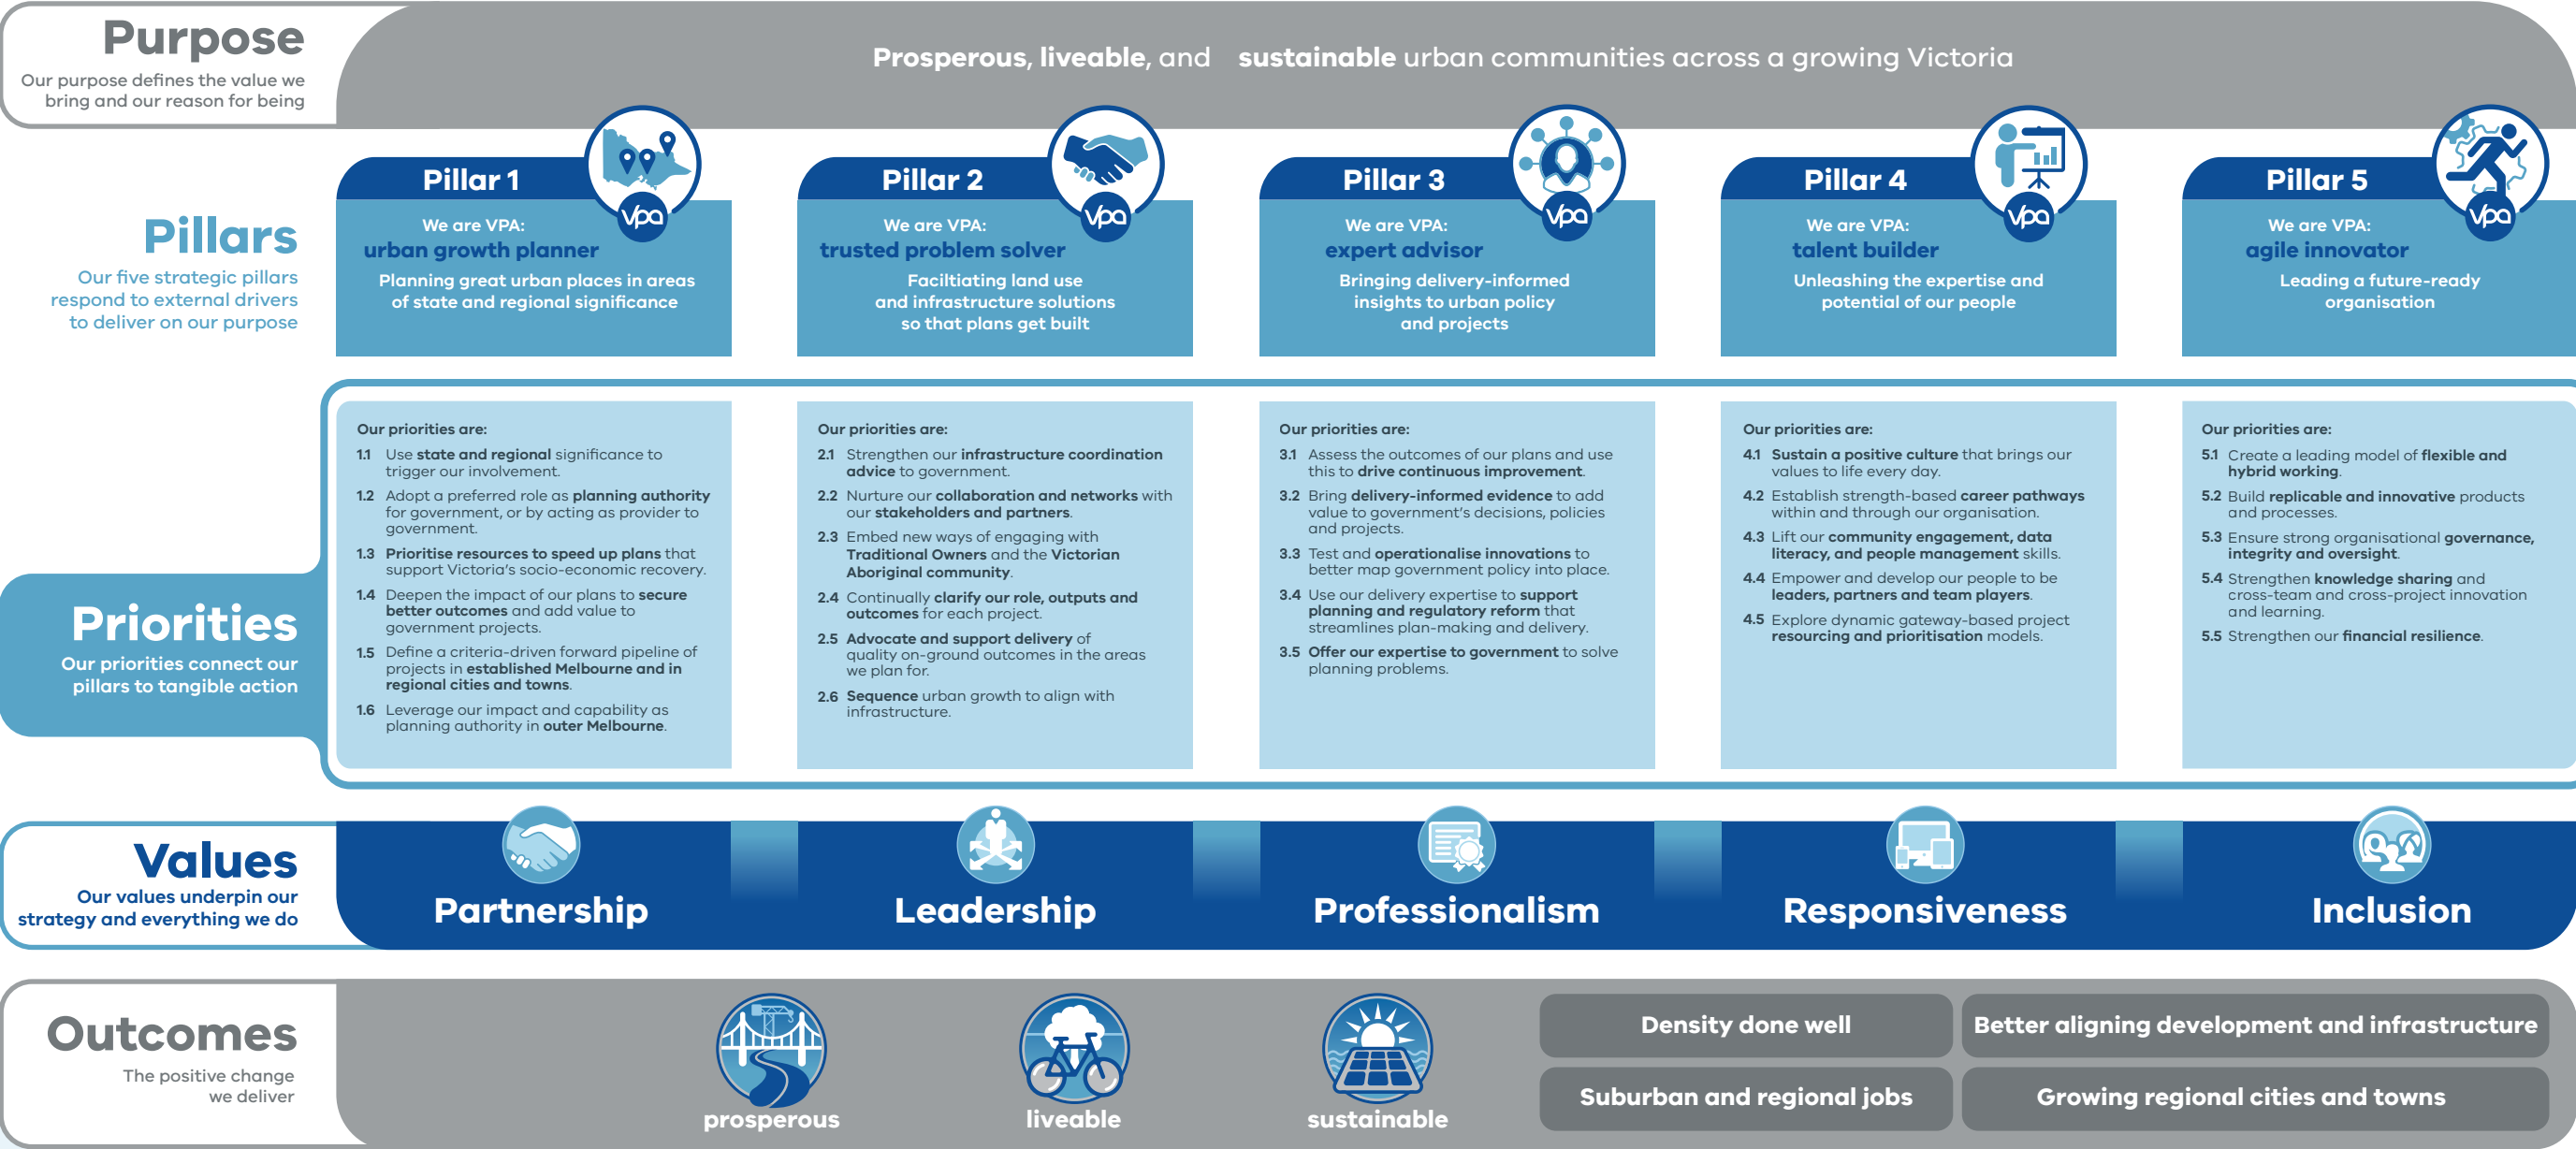 Purpose
Our purpose defines the value we
bring and our reason for being
Prosperous, liveable, and sustainable urban communities across a growing Victoria
Pillars
Our five strategic pillars
respond to external drivers
to deliver on our purpose
Pillar 1
vpa
We are VPA:
urban growth planner
Planning great urban places in areas
of state and regional significance
Pillar 2
vpa
We are VPA:
trusted problem solver
Faciltiating land use
and infrastructure solutions
so that plans get built
Pillar 3
vpa
We are VPA:
expert advisor
Bringing delivery-informed
insights to urban policy
and projects
Pillar 4
vpa
We are VPA:
talent builder
Unleashing the expertise and
potential of our people
Pillar 5
vpa
We are VPA:
agile innovator
Leading a future-ready
organisation
Priorities
Our priorities connect our
pillars to tangible action
Our priorities are:
1.1 Use state and regional significance to
trigger our involvement.
1.2 Adopt a preferred role as planning authority
for government, or by acting as provider to
government.
1.3 Prioritise resources to speed up plans that
support Victoria's socio-economic recovery.
1.4 Deepen the impact of our plans to secure
better outcomes and add value to
government projects.
1.5 Define a criteria-driven forward pipeline of
projects in established Melbourne and in
regional cities and towns.
1.6 Leverage our impact and capability as
planning authority in outer Melbourne.
Our priorities are:
2.1 Strengthen our infrastructure coordination
advice to government.
2.2 Nurture our collaboration and networks with
our stakeholders and partners.
2.3 Embed new ways of engaging with
Traditional Owners and the Victorian
Aboriginal community.
2.4 Continually clarify our role, outputs and
outcomes for each project.
2.5 Advocate and support delivery of
quality on-ground outcomes in the areas
we plan for.
2.6 Sequence urban growth to align with
infrastructure.
Our priorities are:
3.1 Assess the outcomes of our plans and use
this to drive continuous improvement.
3.2 Bring delivery-informed evidence to add
value to government's decisions, policies
and projects.
3.3 Test and operationalise innovations to
better map government policy into place.
3.4 Use our delivery expertise to support
planning and regulatory reform that
streamlines plan-making and delivery.
3.5 Offer our expertise to government to solve
planning problems.
Our priorities are:
4.1 Sustain a positive culture that brings our
values to life every day.
4.2 Establish strength-based career pathways
within and through our organisation.
4.3 Lift our community engagement, data
literacy, and people management skills.
4.4 Empower and develop our people to be
leaders, partners and team players.
4.5 Explore dynamic gateway-based project
resourcing and prioritisation models.
Our priorities are:
5.1 Create a leading model of flexible and
hybrid working.
5.2 Build replicable and innovative products
and processes.
5.3 Ensure strong organisational governance,
integrity and oversight.
5.4 Strengthen knowledge sharing and
cross-team and cross-project innovation
and learning.
5.5 Strengthen our financial resilience.
Values
Our values underpin our
strategy and everything we do
Partnership
Leadership
Professionalism
Responsiveness
Inclusion
Outcomes
The positive change
we deliver
prosperous
liveable
sustainable
Density done well
Better aligning development and infrastructure
Suburban and regional jobs
Growing regional cities and towns